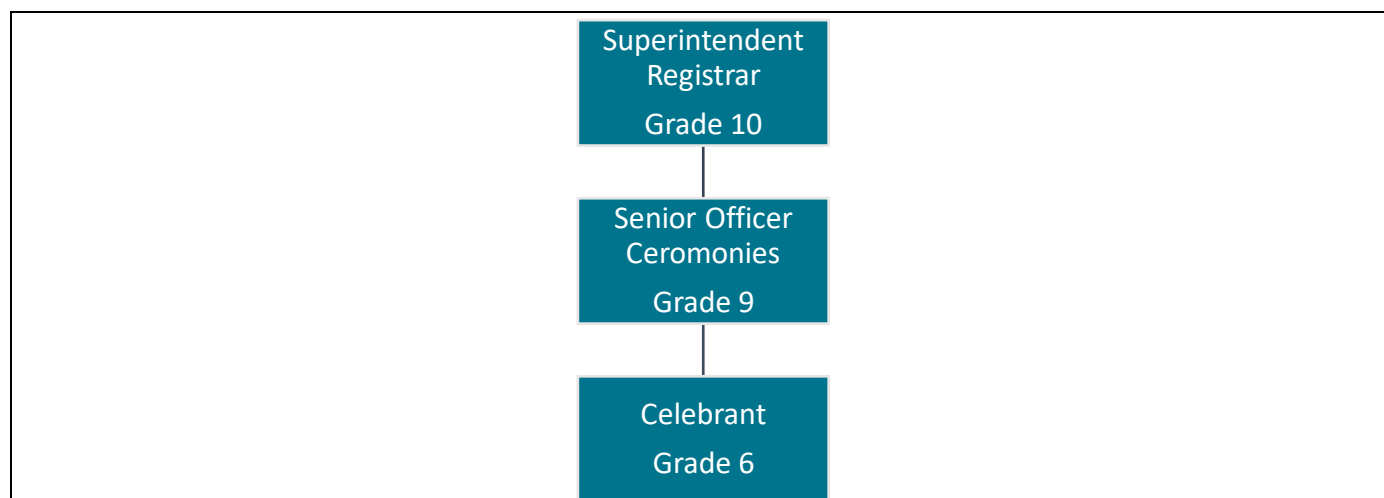 Superintendent
Registrar
Grade 10
Senior Officer
Ceromonies
Grade 9
Celebrant
Grade 6